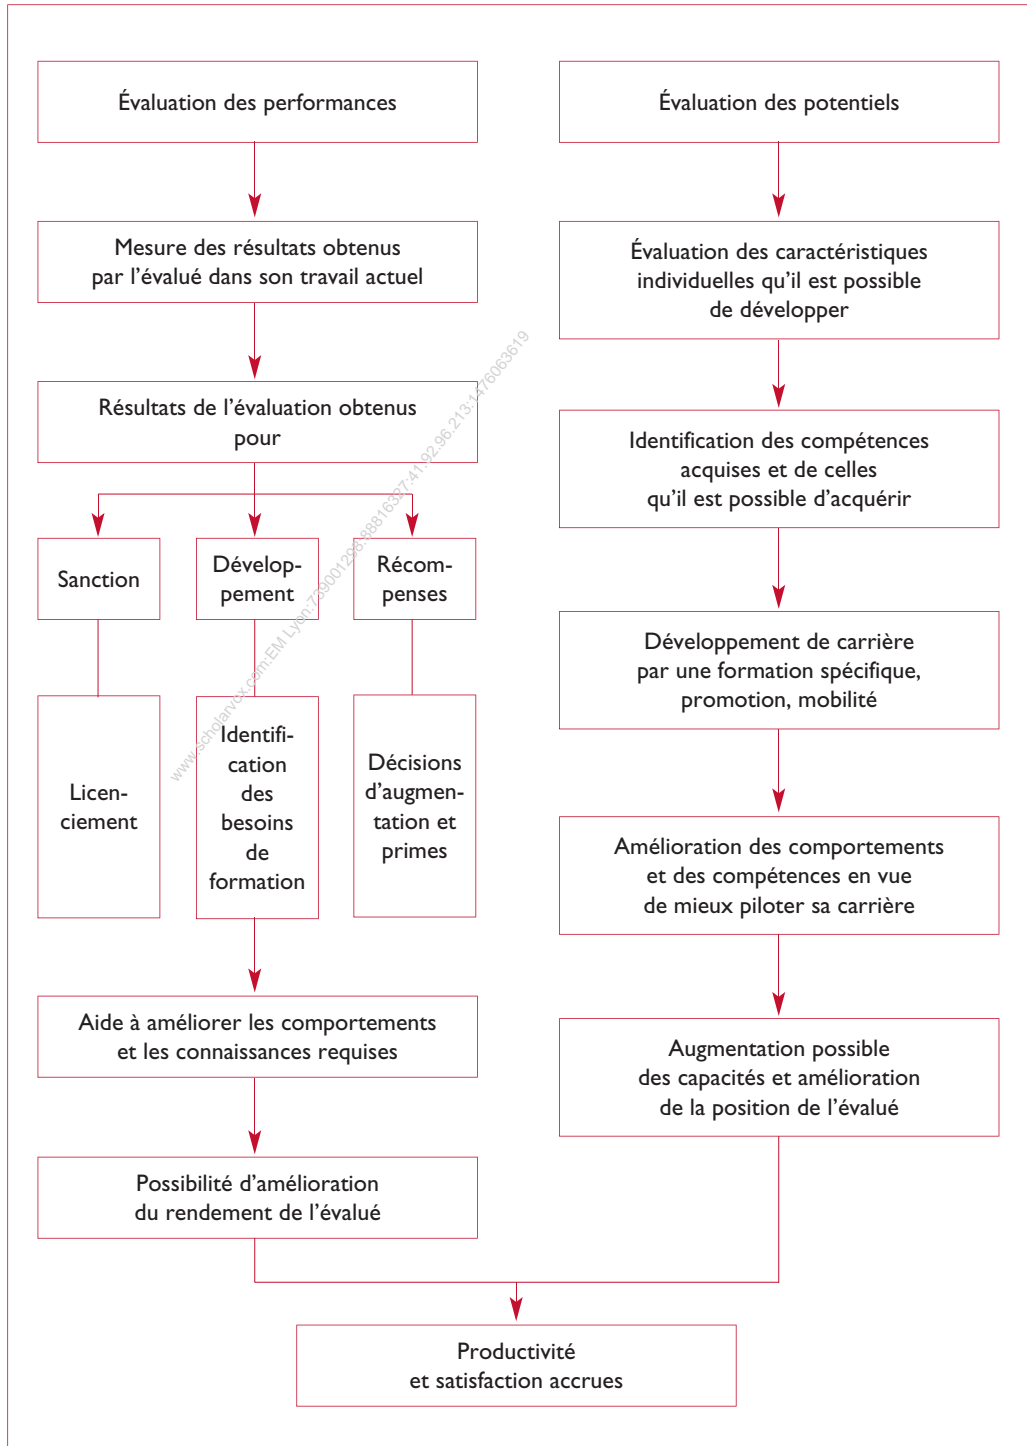 Évaluation des performances
Mesure des résultats obtenus
par l'évalué dans son travail actuel
Résultats de l'évaluation obtenus
pour
Sanction
Dévelop-
pement
Récom-
penses
Licen-
ciement
Identifi-
cation
des
besoins
de
formation
Décisions
d'augmen-
tation et
primes
Aide à améliorer les comportements
et les connaissances requises
Possibilité d'amélioration
du rendement de l'évalué
Évaluation des potentiels
Évaluation des caractéristiques
individuelles qu'il est possible
de développer
Identification des compétences
acquises et de celles
qu'il est possible d'acquérir
Développement de carrière
par une formation spécifique,
promotion, mobilité
Amélioration des comportements
et des compétences en vue
de mieux piloter sa carrière
Augmentation possible
des capacités et amélioration
de la position de l'évalué
Productivité
et satisfaction accrues